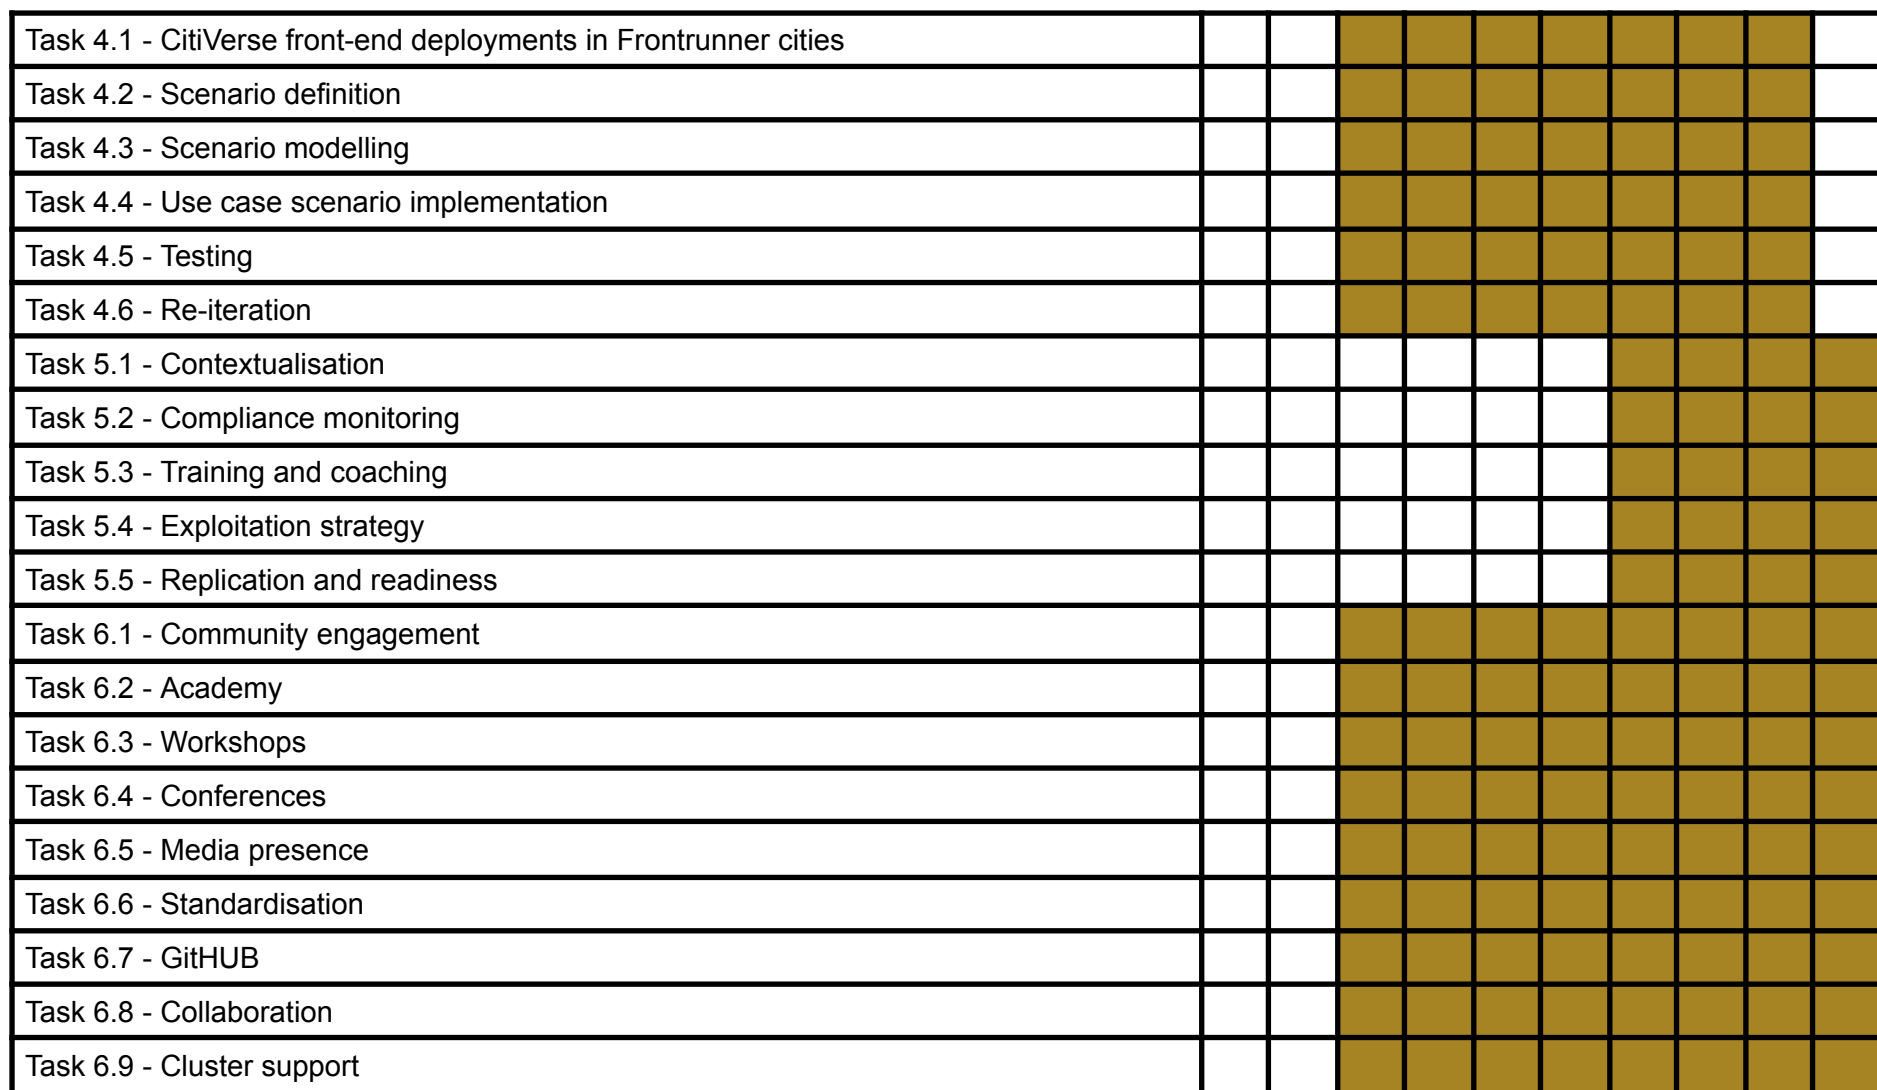 Task 4.1 - CitiVerse front-end deployments in Frontrunner cities
Task 4.2 - Scenario definition
Task 4.3 - Scenario modelling
Task 4.4 - Use case scenario implementation
Task 4.5 - Testing
Task 4.6 - Re-iteration
Task 5.1 - Contextualisation
Task 5.2 - Compliance monitoring
Task 5.3 - Training and coaching
Task 5.4 - Exploitation strategy
Task 5.5 - Replication and readiness
Task 6.1 - Community engagement
Task 6.2 - Academy
Task 6.3 - Workshops
Task 6.4 - Conferences
Task 6.5 - Media presence
Task 6.6 - Standardisation
Task 6.7 - GitHUB
Task 6.8 - Collaboration
Task 6.9 - Cluster support